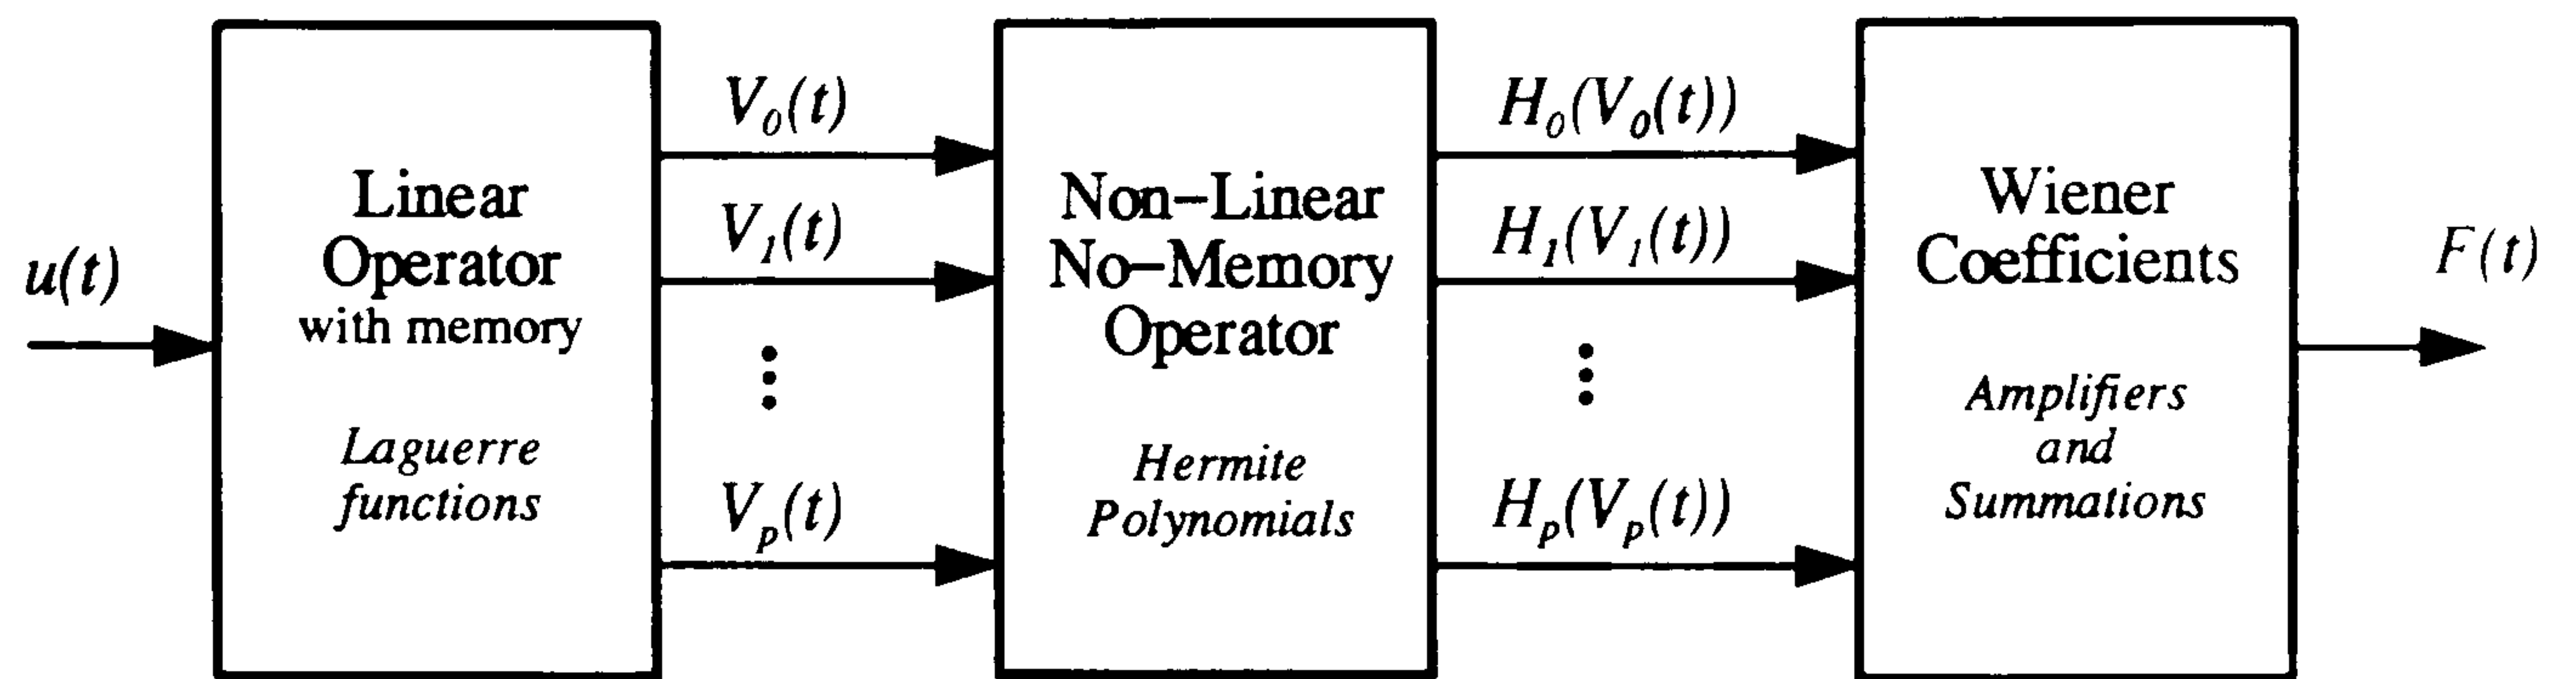 u(t)
Linear
Operator
with memory
Laguerre
functions
V₀(t)
V₁(t)
⋮
Vₚ(t)
Non–Linear
No–Memory
Operator
Hermite
Polynomials
H₀(V₀(t))
H₁(V₁(t))
⋮
Hₚ(Vₚ(t))
Wiener
Coefficients
Amplifiers
and
Summations
F(t)